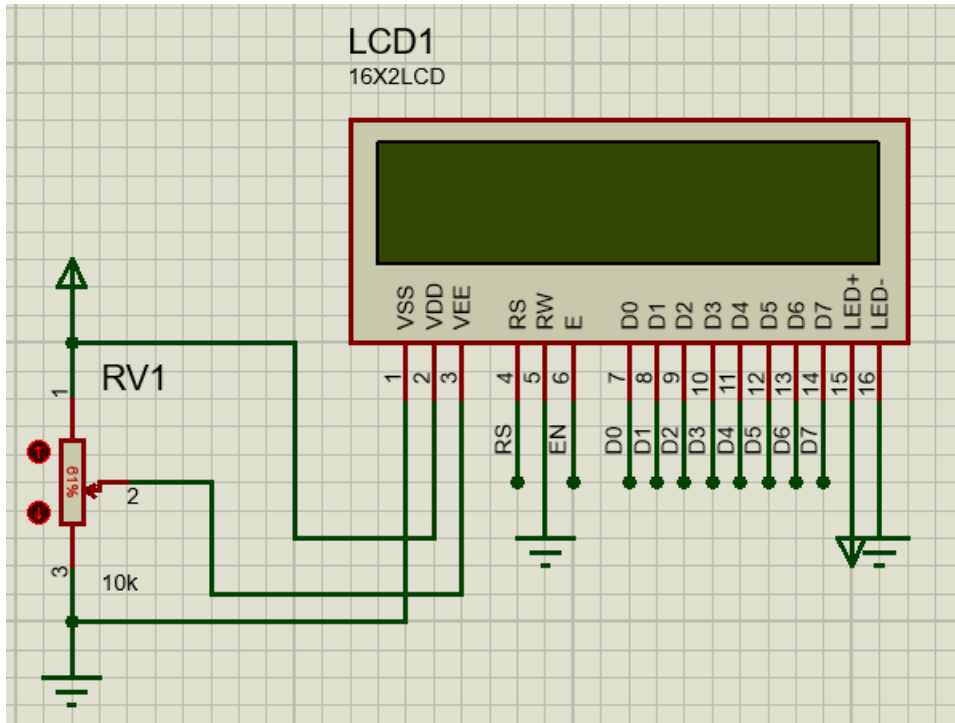 LCD1
16X2LCD
VSS
VDD
VEE
RS
RW
E
D0
D1
D2
D3
D4
D5
D6
D7
LED+
LED-
1
2
3
4
5
6
7
8
9
10
11
12
13
14
15
16
RS
EN
D0
D1
D2
D3
D4
D5
D6
D7
RV1
1
61%
2
3
10k